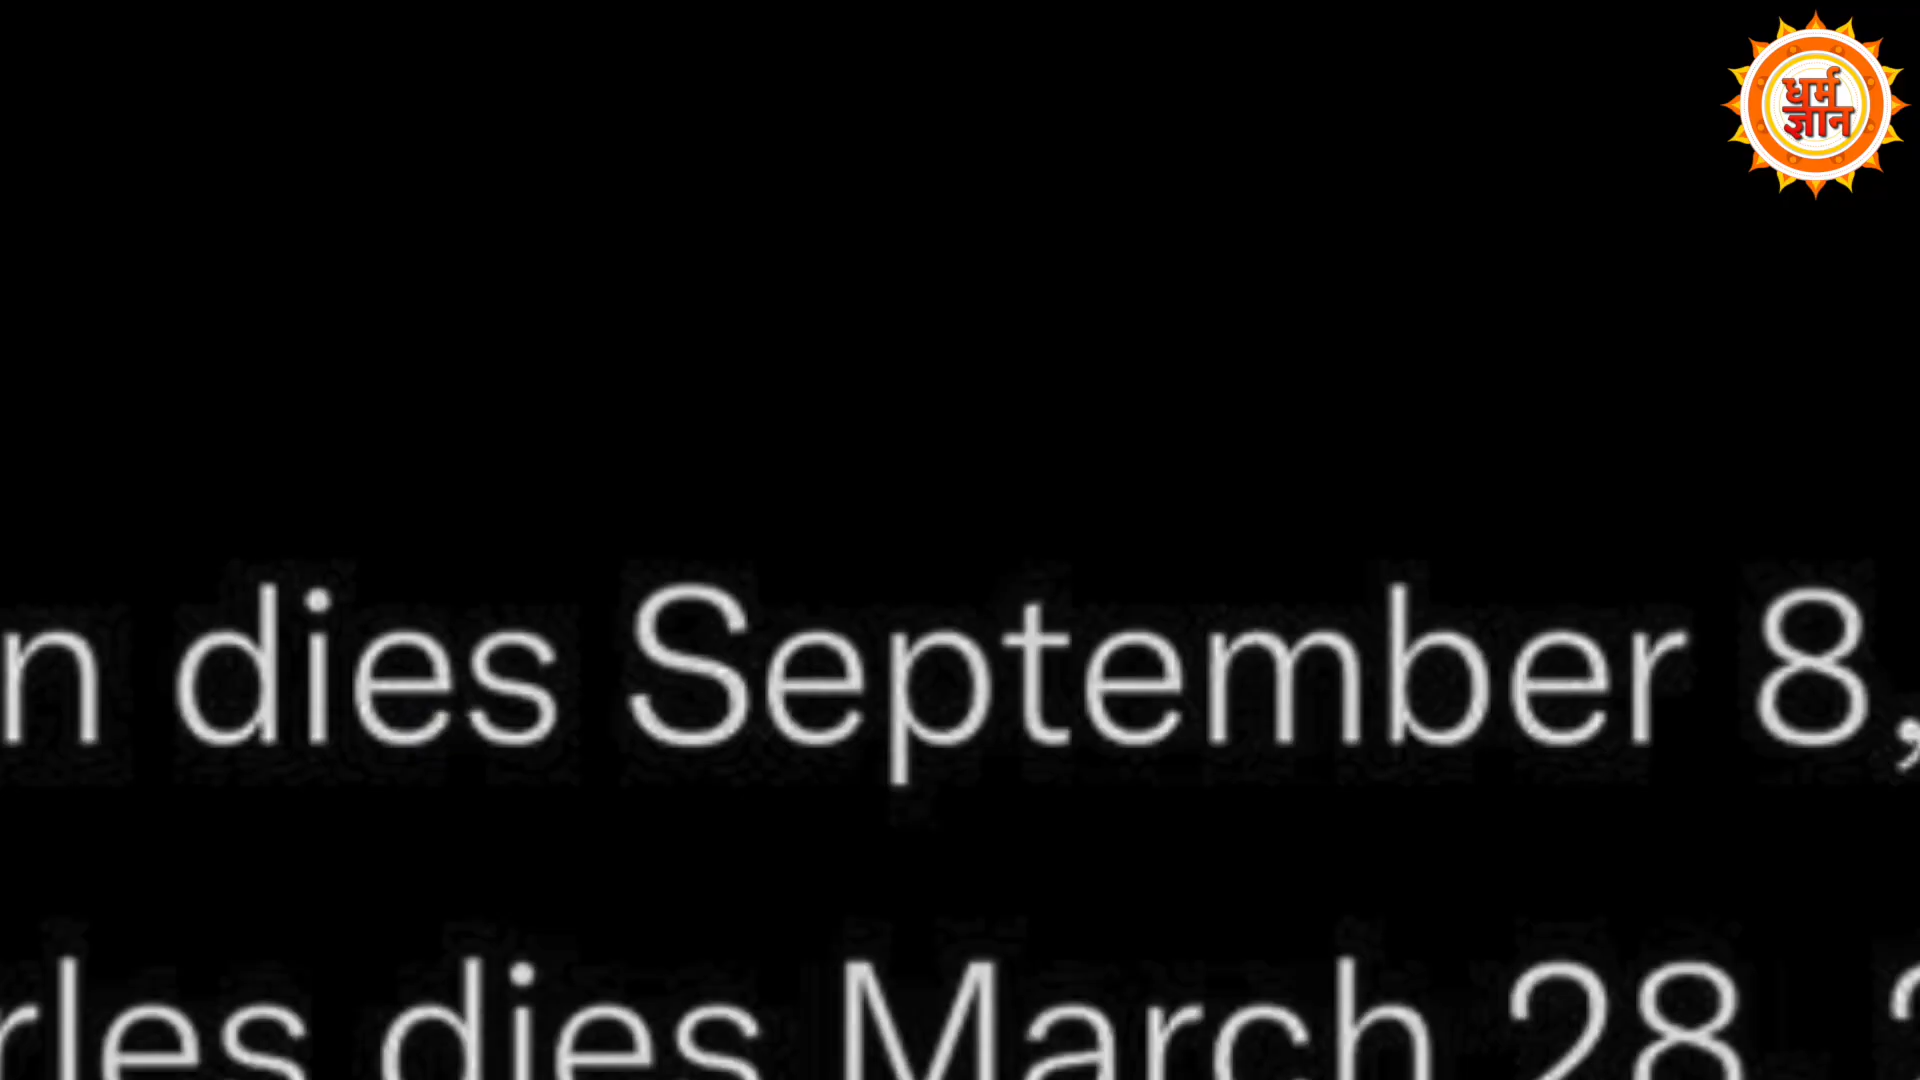 धर्म
ज्ञान
n dies September 8,
rles dies March 28